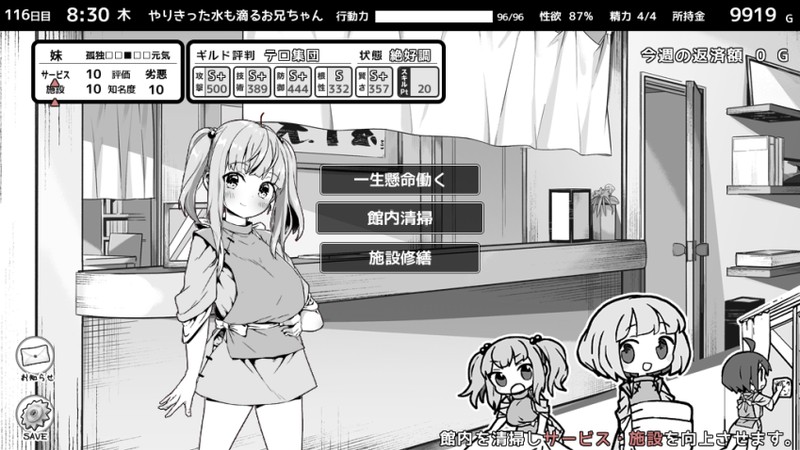 116日目 8:30 木 やりきった水も滴るお兄ちゃん 行動力 96/96 性欲 87% 精力 4/4 所持金 9919 G
今週の返済額 0 G
妹 孤独□□■□□元気
サービス 10 評価 劣悪
施設 10 知名度 10
ギルド評判 テロ集団 状態 絶好調
攻撃 S+ 500 技術 S+ 389 防御 S+ 444 根性 S 332 賢さ S+ 357 スキルPt 20
一生懸命働く
館内清掃
施設修繕
お知らせ
SAVE
館内を清掃しサービス・施設を向上させます。